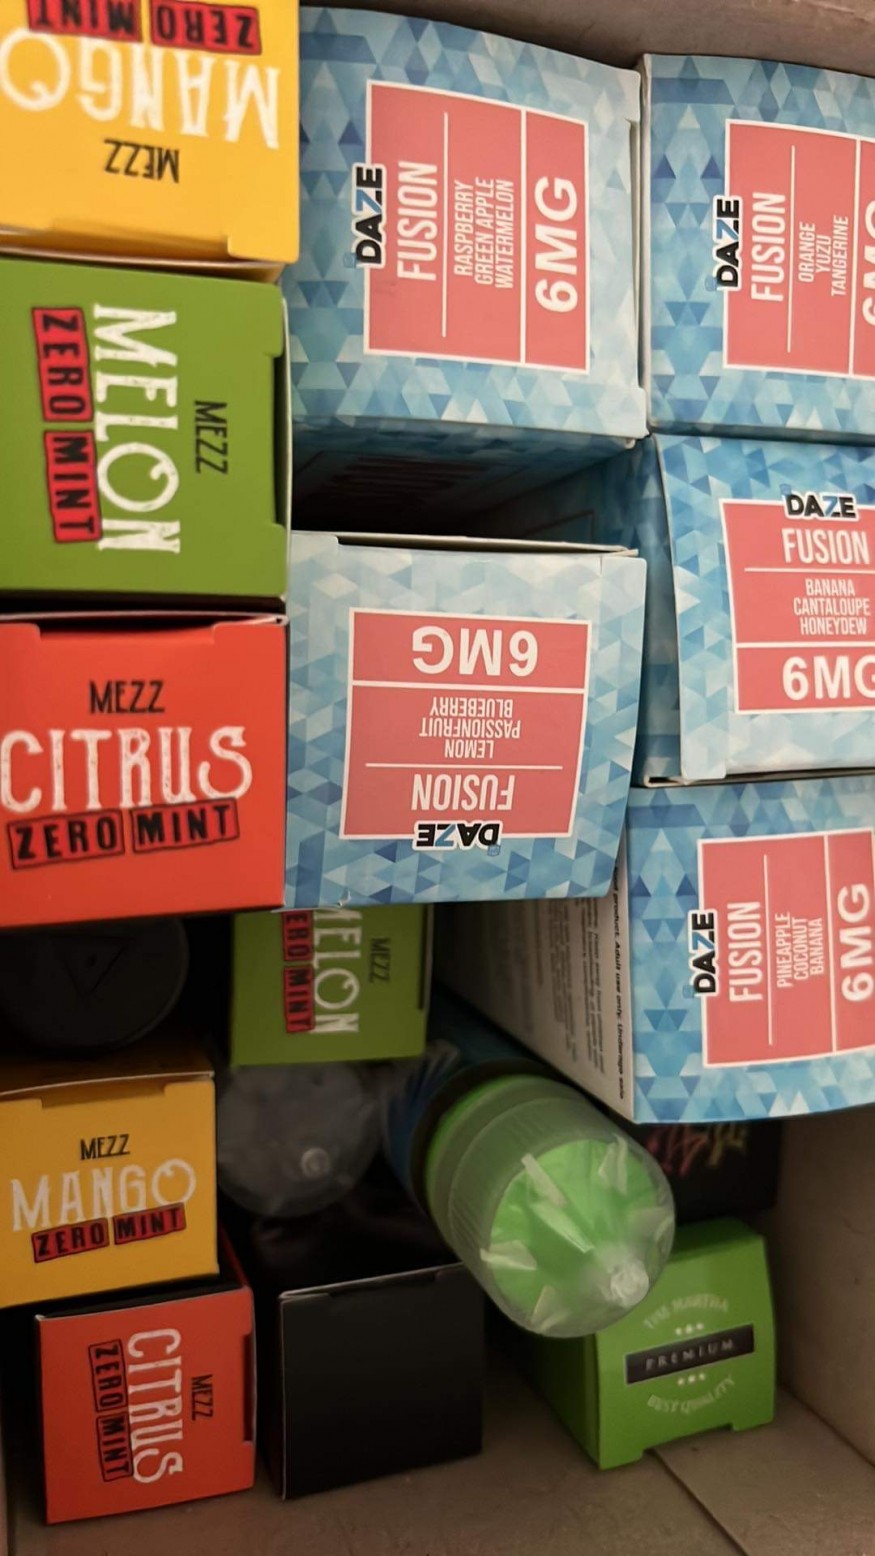 MANGO
ZERO MINT
MEZZ
DAZE
FUSION
RASPBERRY
GREEN APPLE
WATERMELON
6MG
DAZE
FUSION
ORANGE
YUZU
TANGERINE
MEZZ
MELON
ZERO MINT
DAZE
FUSION
BANANA
CANTALOUPE
HONEYDEW
6MG
MEZZ
CITRUS
ZERO MINT
DAZE
FUSION
LEMON
PASSIONFRUIT
BLUEBERRY
6MG
DAZE
FUSION
PINEAPPLE
COCONUT
BANANA
6MG
MEZZ
MELON
MEZZ
MANGO
ZERO MINT
MEZZ
CITRUS
ZERO MINT
PREMIUM
BEST QUALITY